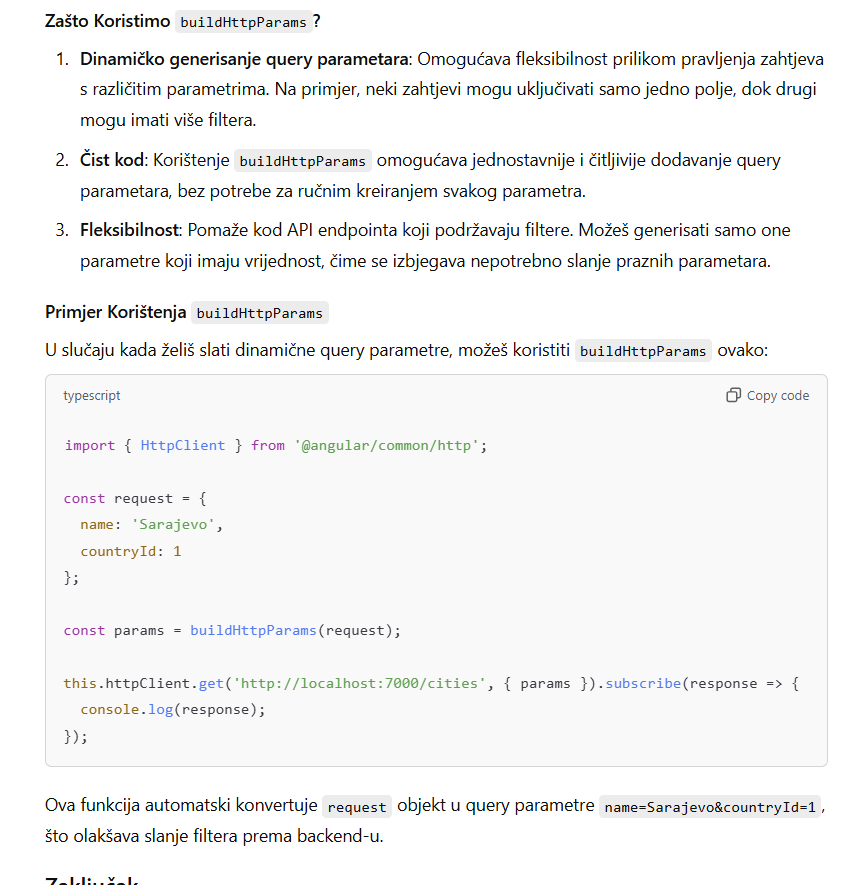 Zašto Koristimo buildHttpParams?
1. Dinamičko generisanje query parametara: Omogućava fleksibilnost prilikom pravljenja zahtjeva
s različitim parametrima. Na primjer, neki zahtjevi mogu uključivati samo jedno polje, dok drugi
mogu imati više filtera.
2. Čist kod: Korištenje buildHttpParams omogućava jednostavnije i čitljivije dodavanje query
parametara, bez potrebe za ručnim kreiranjem svakog parametra.
3. Fleksibilnost: Pomaže kod API endpointa koji podržavaju filtere. Možeš generisati samo one
parametre koji imaju vrijednost, čime se izbjegava nepotrebno slanje praznih parametara.
Primjer Korištenja buildHttpParams
U slučaju kada želiš slati dinamične query parametre, možeš koristiti buildHttpParams ovako:
typescript Copy code
import { HttpClient } from '@angular/common/http';
const request = {
  name: 'Sarajevo',
  countryId: 1
};
const params = buildHttpParams(request);
this.httpClient.get('http://localhost:7000/cities', { params }).subscribe(response => {
  console.log(response);
});
Ova funkcija automatski konvertuje request objekt u query parametre name=Sarajevo&countryId=1,
što olakšava slanje filtera prema backend-u.
Zaključak